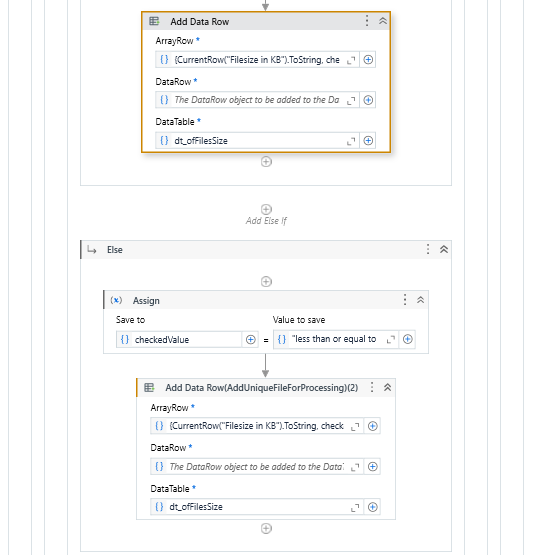 Add Data Row
ArrayRow *
{CurrentRow("Filesize in KB").ToString, che
DataRow *
The DataRow object to be added to the Da
DataTable *
dt_ofFilesSize
Add Else If
Else
Assign
Save to Value to save
checkedValue = "less than or equal to
Add Data Row(AddUniqueFileForProcessing)(2)
ArrayRow *
{CurrentRow("Filesize in KB").ToString, check
DataRow *
The DataRow object to be added to the DataT
DataTable *
dt_ofFilesSize